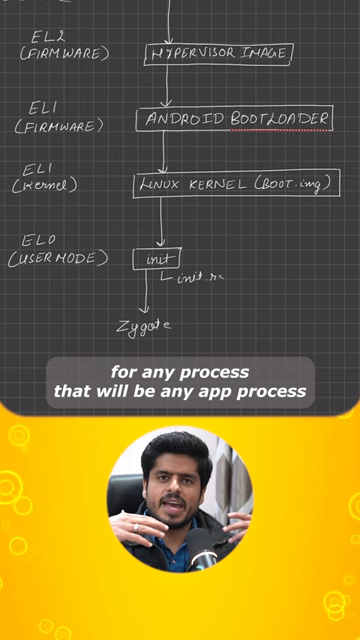 EL2
(FIRMWARE)
HYPERVISOR IMAGE
EL1
(FIRMWARE)
ANDROID BOOTLOADER
EL1
(Kernel)
LINUX KERNEL (BOOT.img)
EL0
(USER MODE)
init
init.rc
Zygote
for any process
that will be any app process